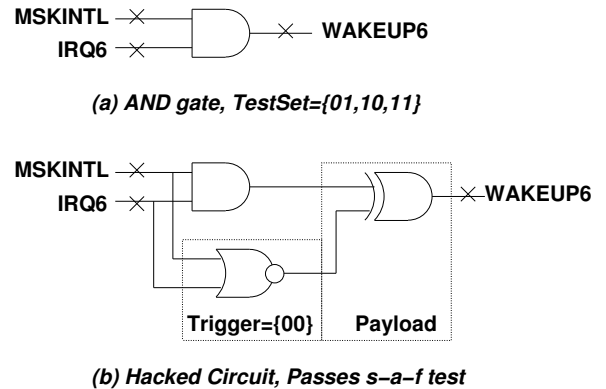 MSKINTL
IRQ6
WAKEUP6
(a) AND gate, TestSet={01,10,11}
MSKINTL
IRQ6
WAKEUP6
Trigger={00}
Payload
(b) Hacked Circuit, Passes s−a−f test